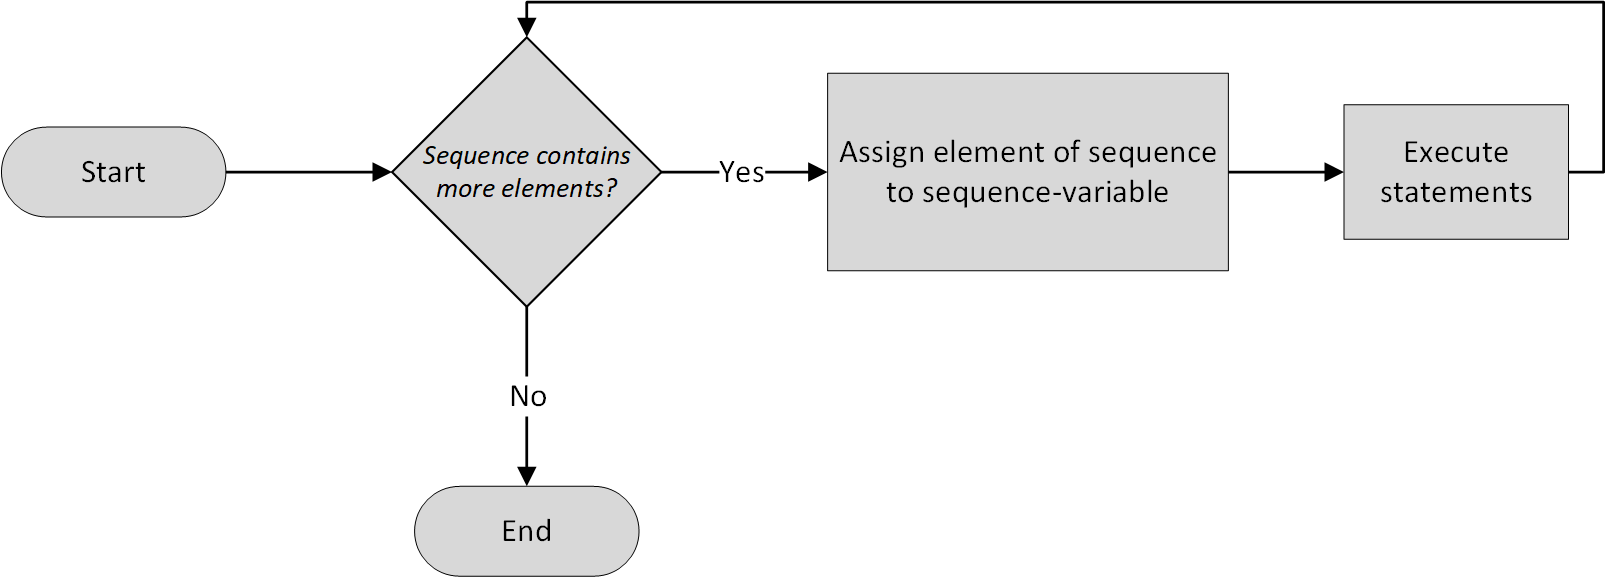 Start
Sequence contains
more elements?
Yes
Assign element of sequence
to sequence-variable
Execute
statements
No
End